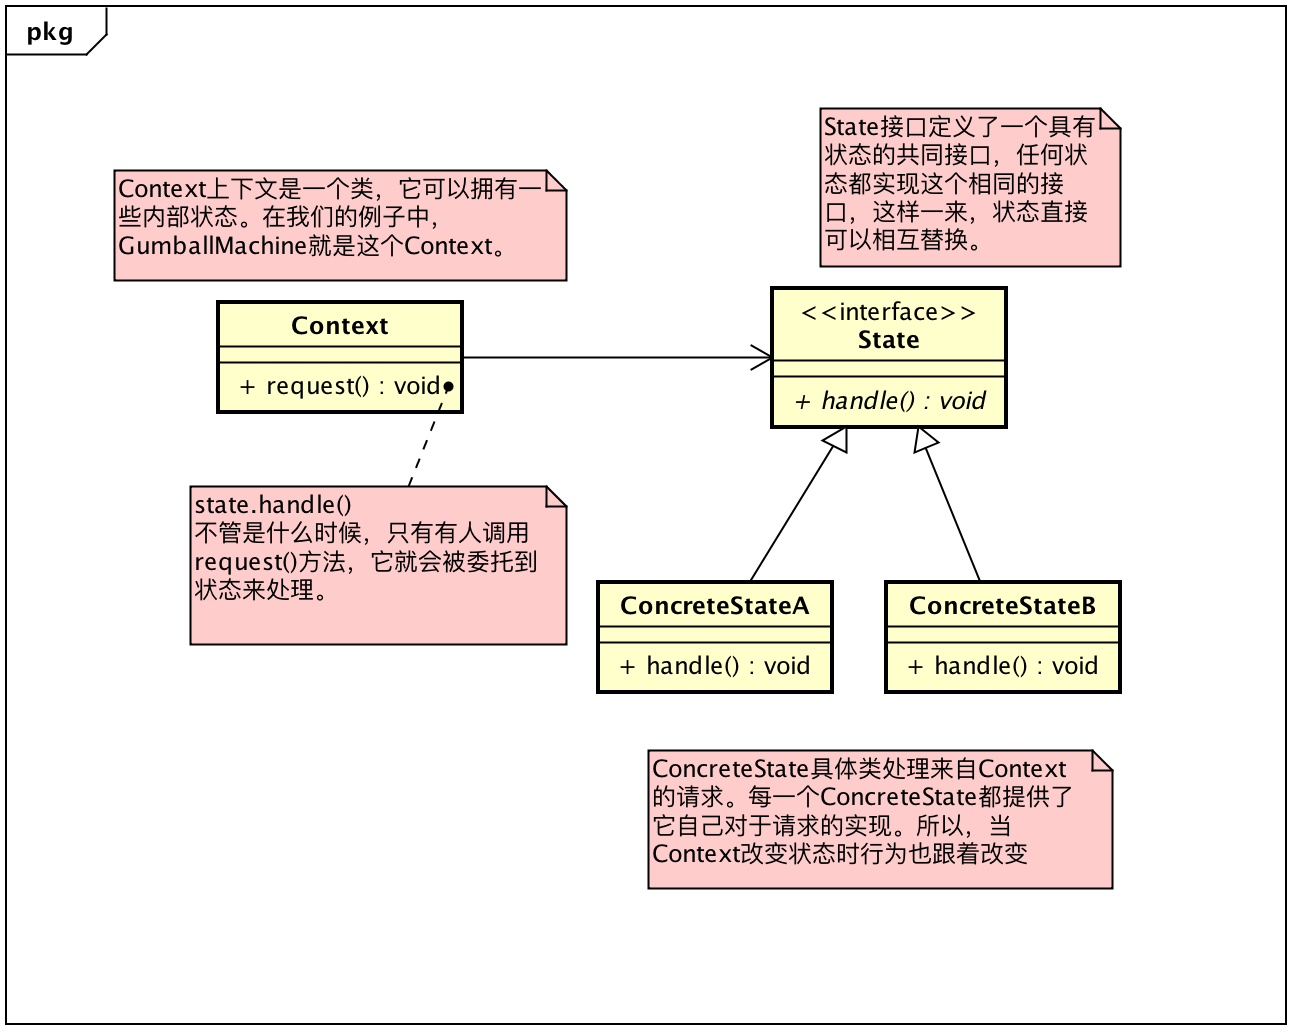 pkg
State接口定义了一个具有
状态的共同接口，任何状
态都实现这个相同的接
口，这样一来，状态直接
可以相互替换。
Context上下文是一个类，它可以拥有一
些内部状态。在我们的例子中，
GumballMachine就是这个Context。
Context
+ request() : void
<<interface>>
State
+ handle() : void
state.handle()
不管是什么时候，只有有人调用
request()方法，它就会被委托到
状态来处理。
ConcreteStateA
+ handle() : void
ConcreteStateB
+ handle() : void
ConcreteState具体类处理来自Context
的请求。每一个ConcreteState都提供了
它自己对于请求的实现。所以，当
Context改变状态时行为也跟着改变